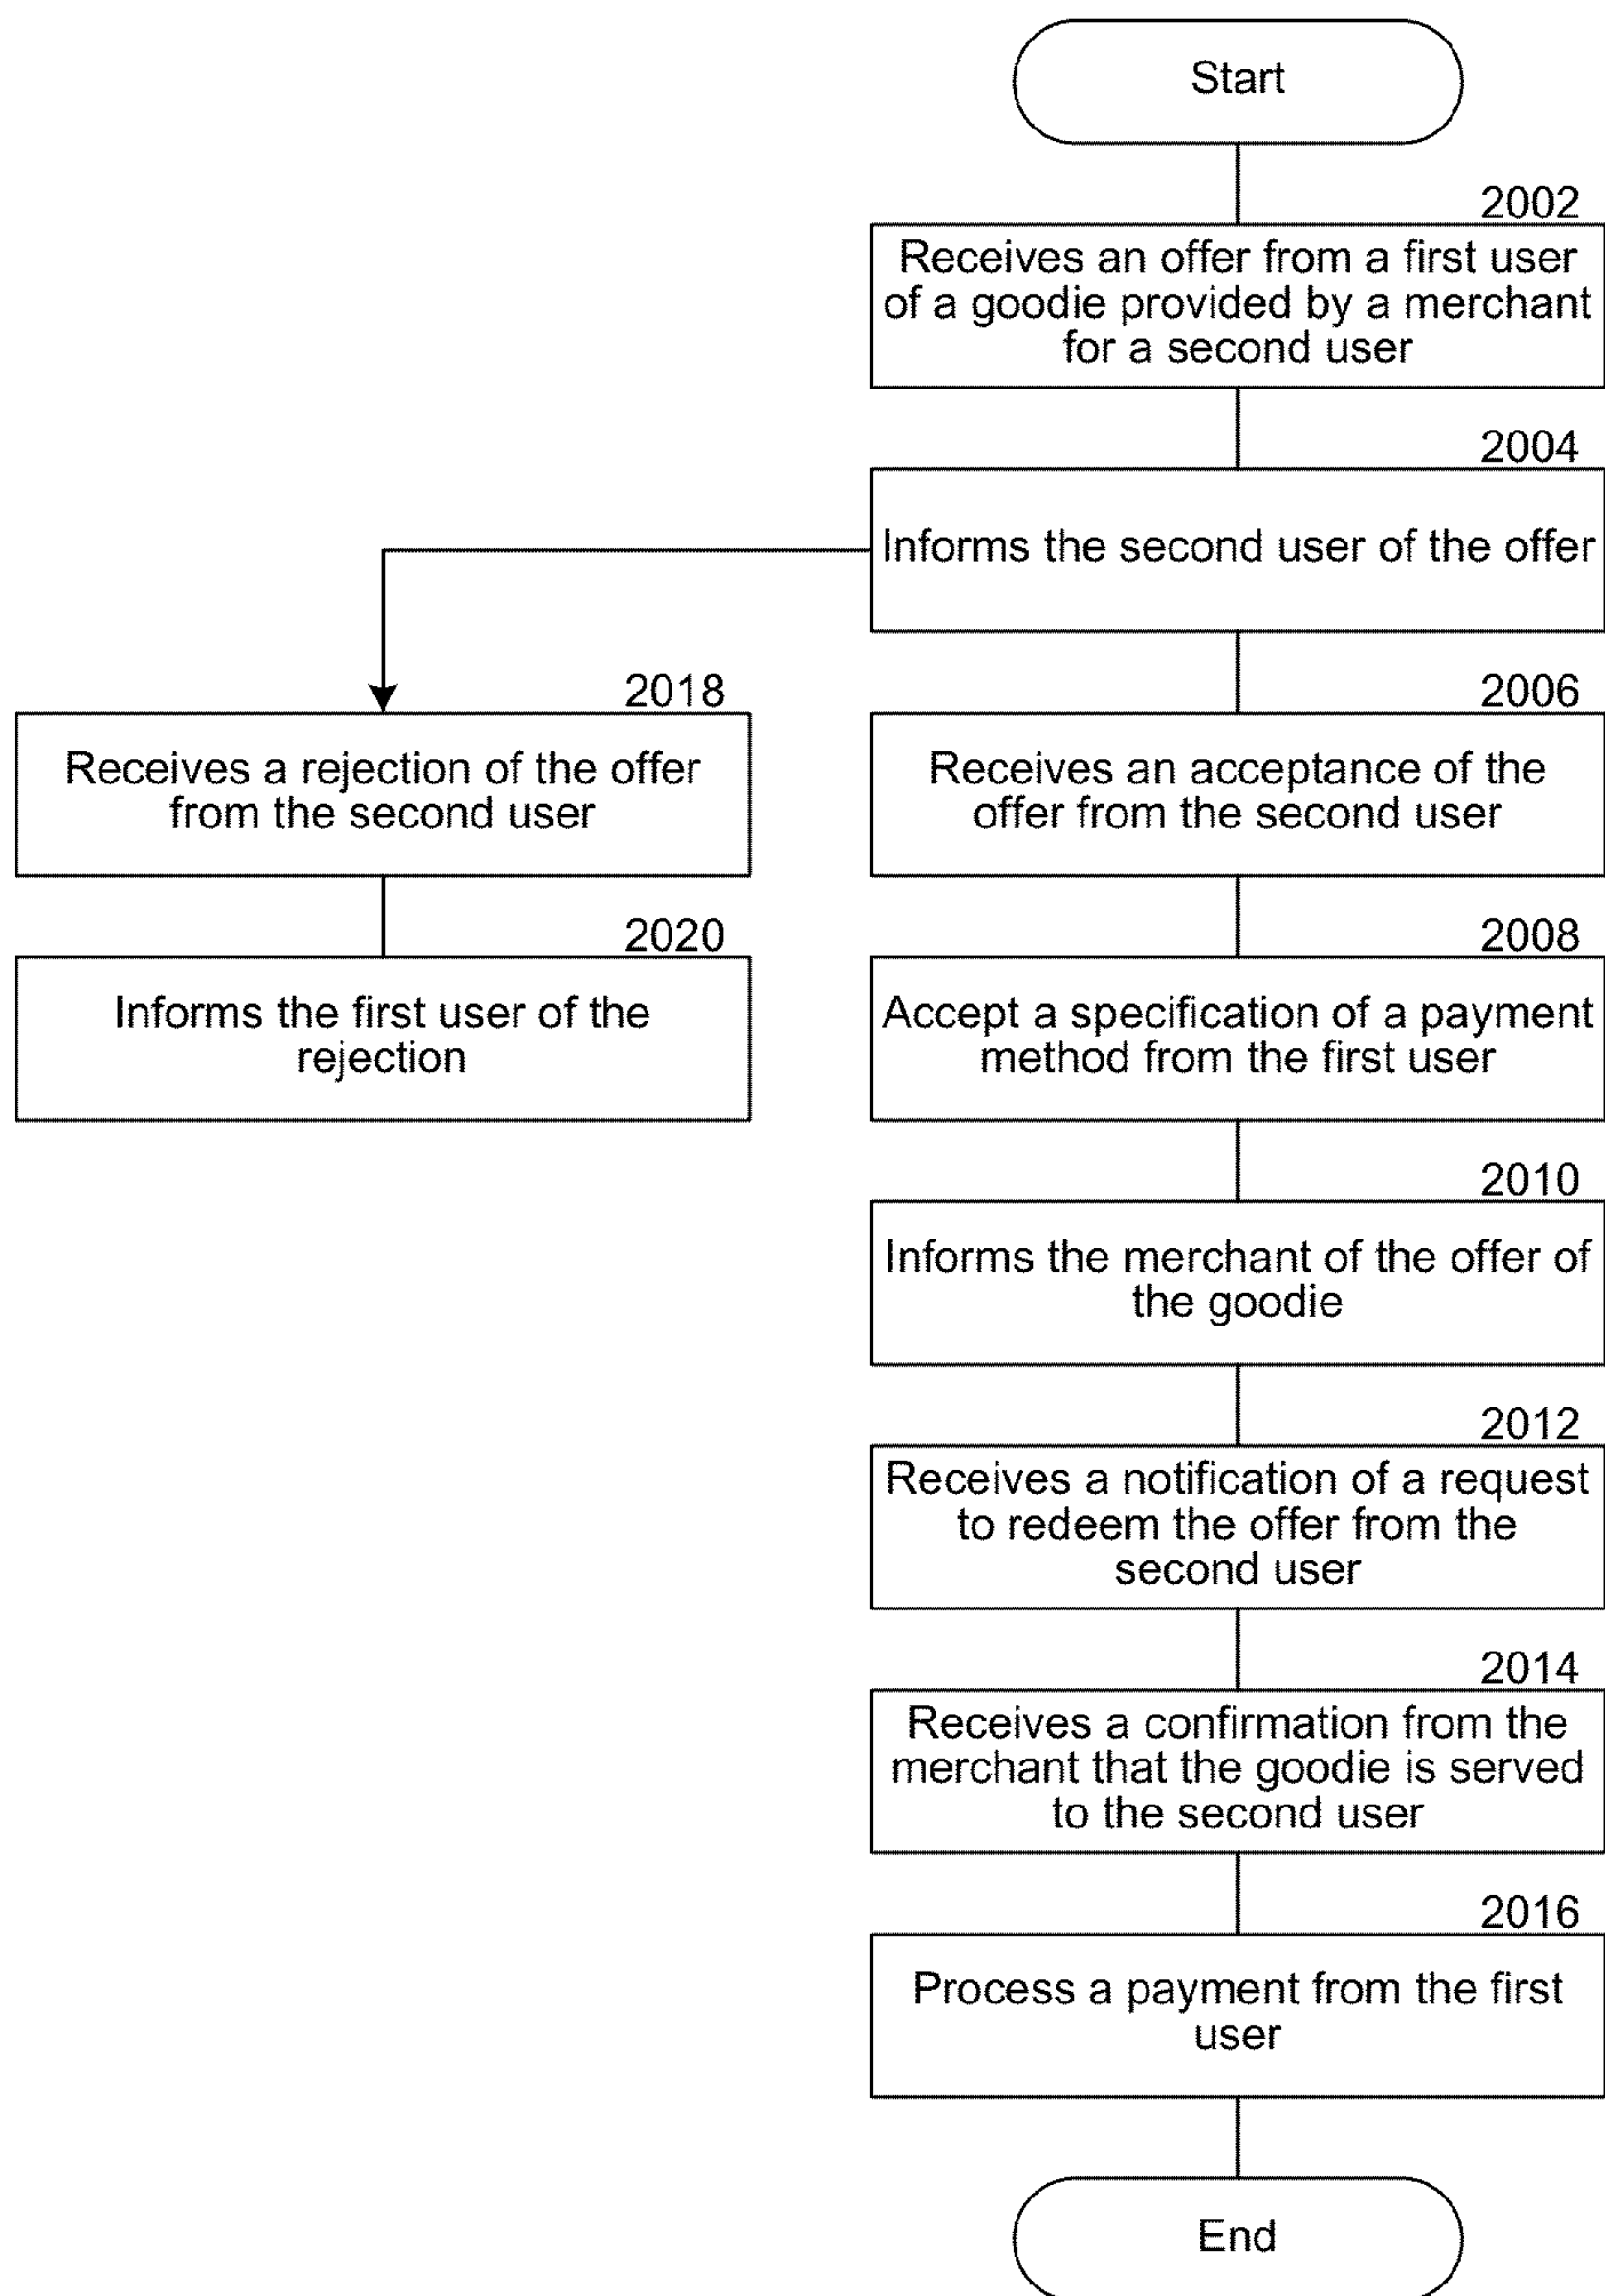 Start
2002
Receives an offer from a first user
of a goodie provided by a merchant
for a second user
2004
Informs the second user of the offer
2018
Receives a rejection of the offer
from the second user
2006
Receives an acceptance of the
offer from the second user
2020
Informs the first user of the
rejection
2008
Accept a specification of a payment
method from the first user
2010
Informs the merchant of the offer of
the goodie
2012
Receives a notification of a request
to redeem the offer from the
second user
2014
Receives a confirmation from the
merchant that the goodie is served
to the second user
2016
Process a payment from the first
user
End